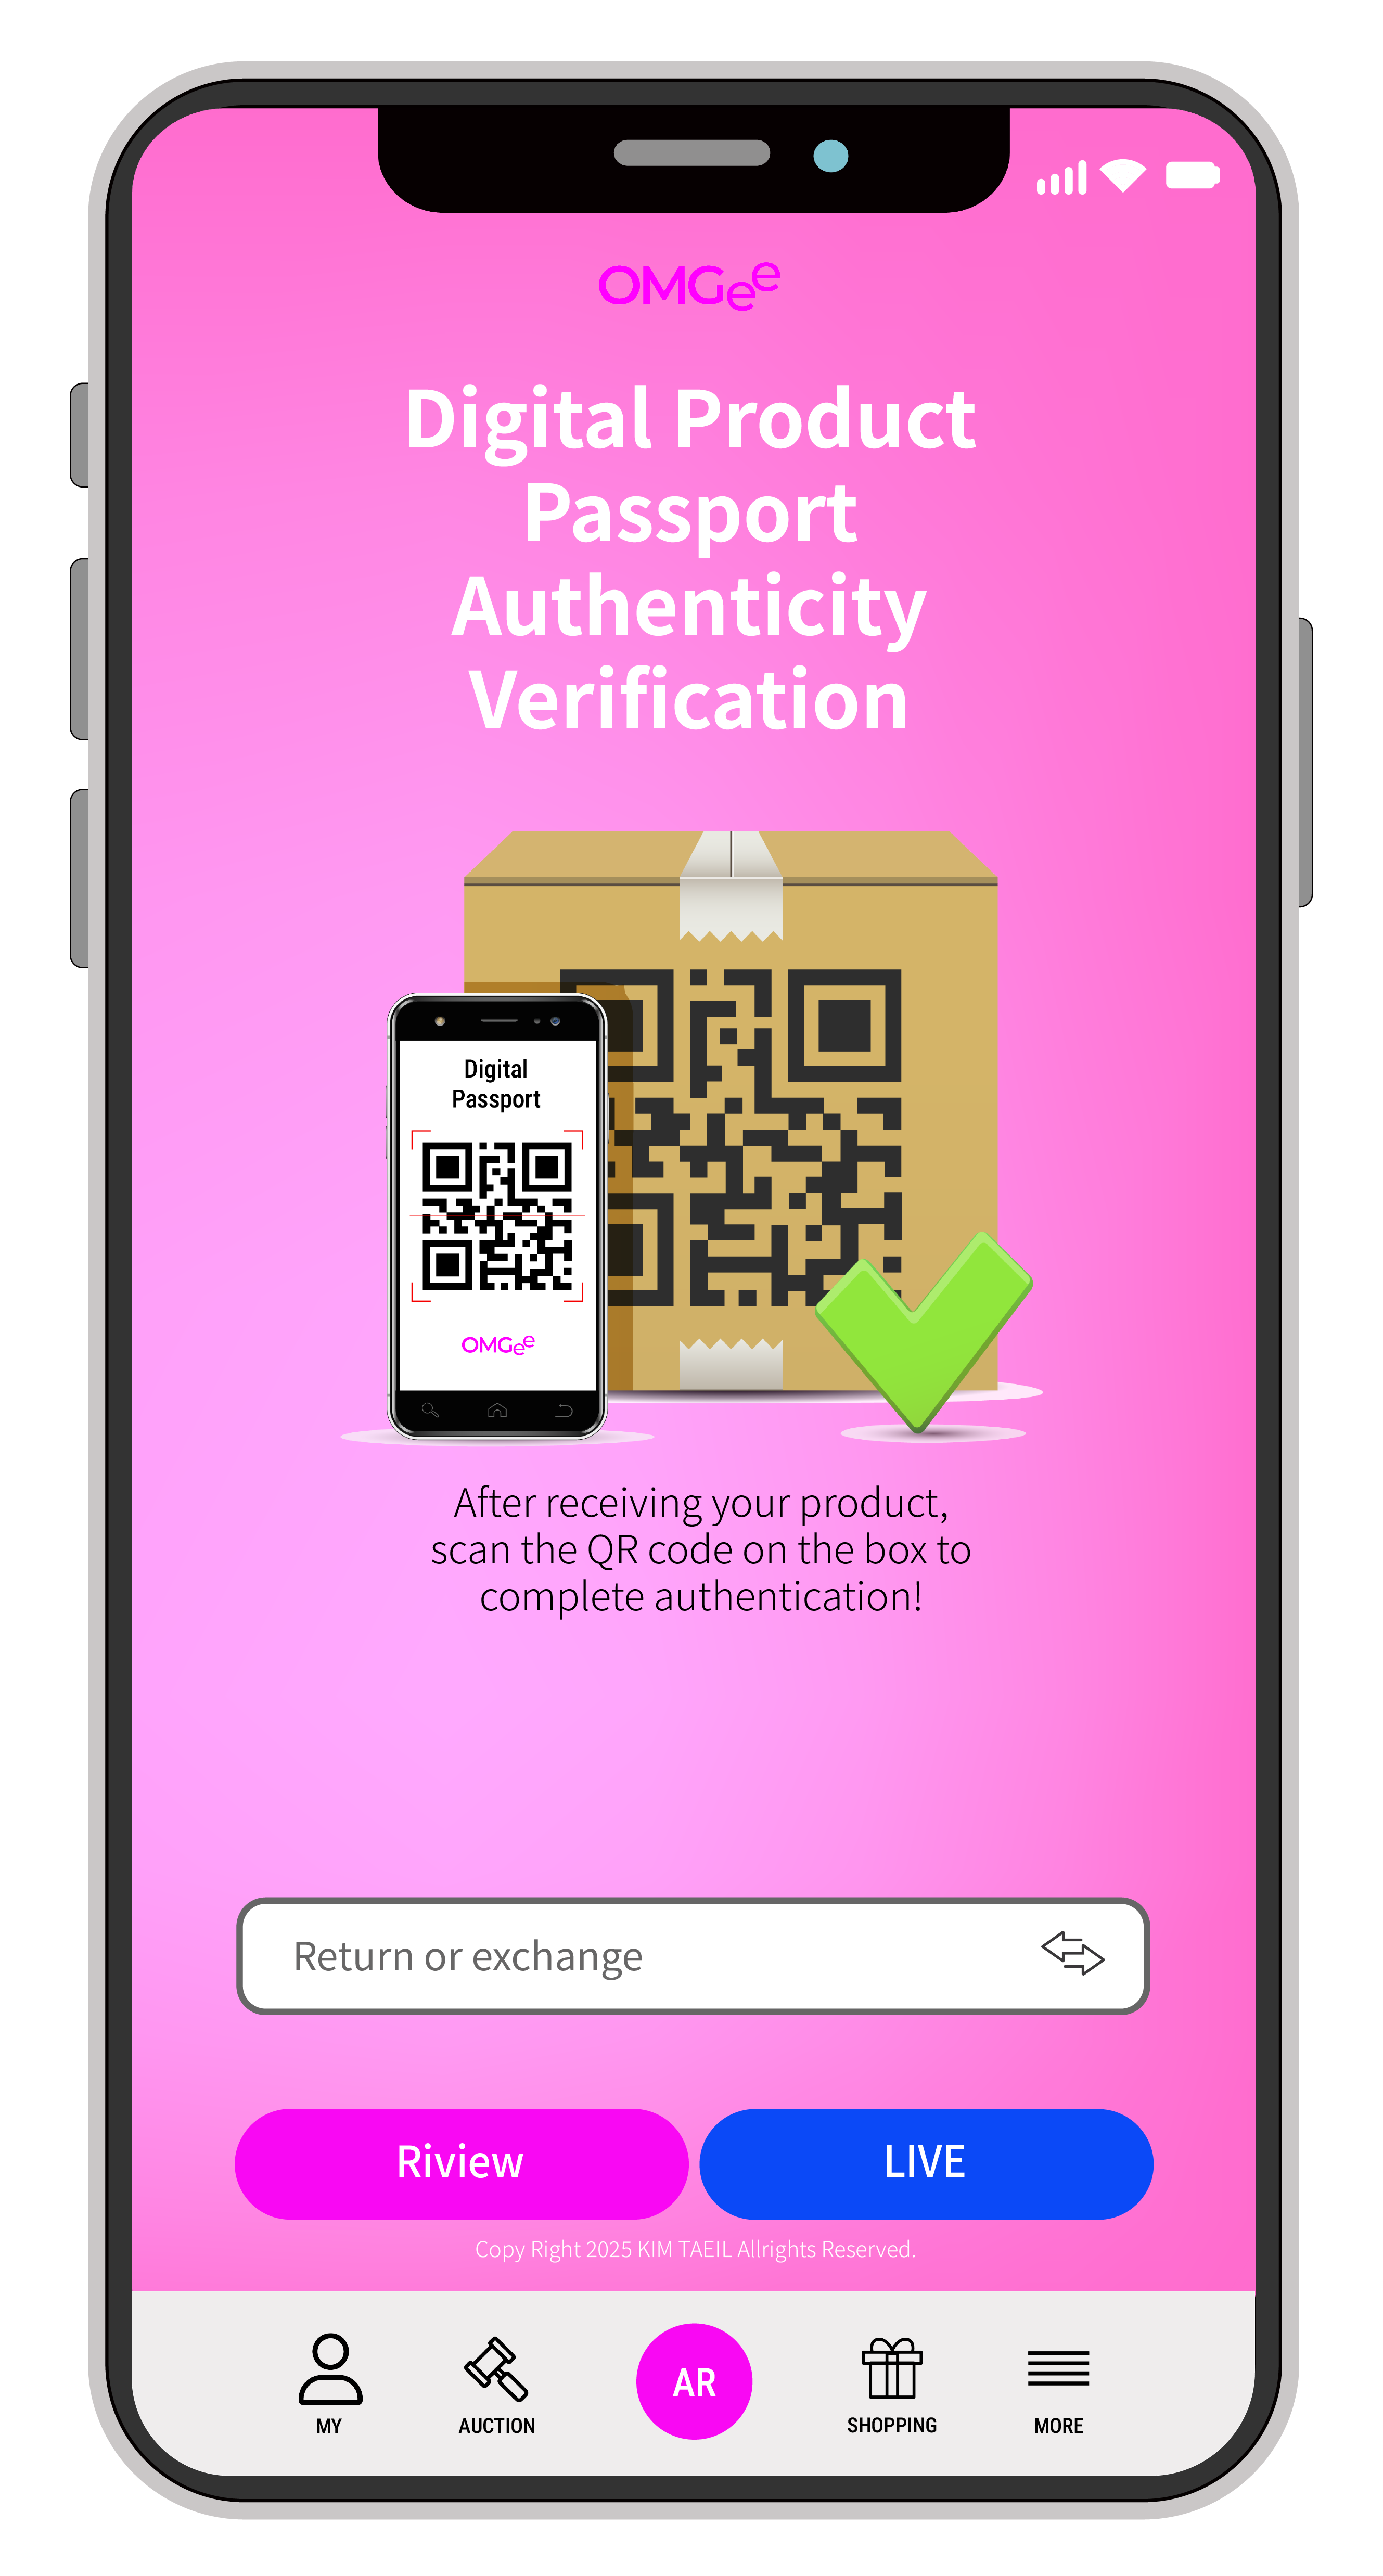 OMGee
Digital Product
Passport
Authenticity
Verification
Digital
Passport
OMGee
After receiving your product,
scan the QR code on the box to
complete authentication!
Return or exchange
Riview
LIVE
Copy Right 2025 KIM TAEIL Allrights Reserved.
MY
AUCTION
AR
SHOPPING
MORE